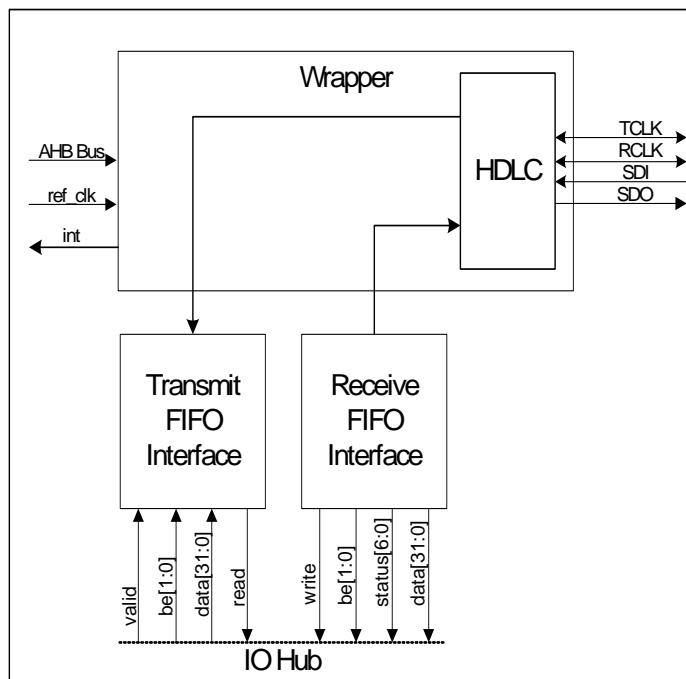 Wrapper
HDLC
AHB Bus
ref_clk
int
TCLK
RCLK
SDI
SDO
Transmit
FIFO
Interface
Receive
FIFO
Interface
valid
be[1:0]
data[31:0]
read
write
be[1:0]
status[6:0]
data[31:0]
IO Hub